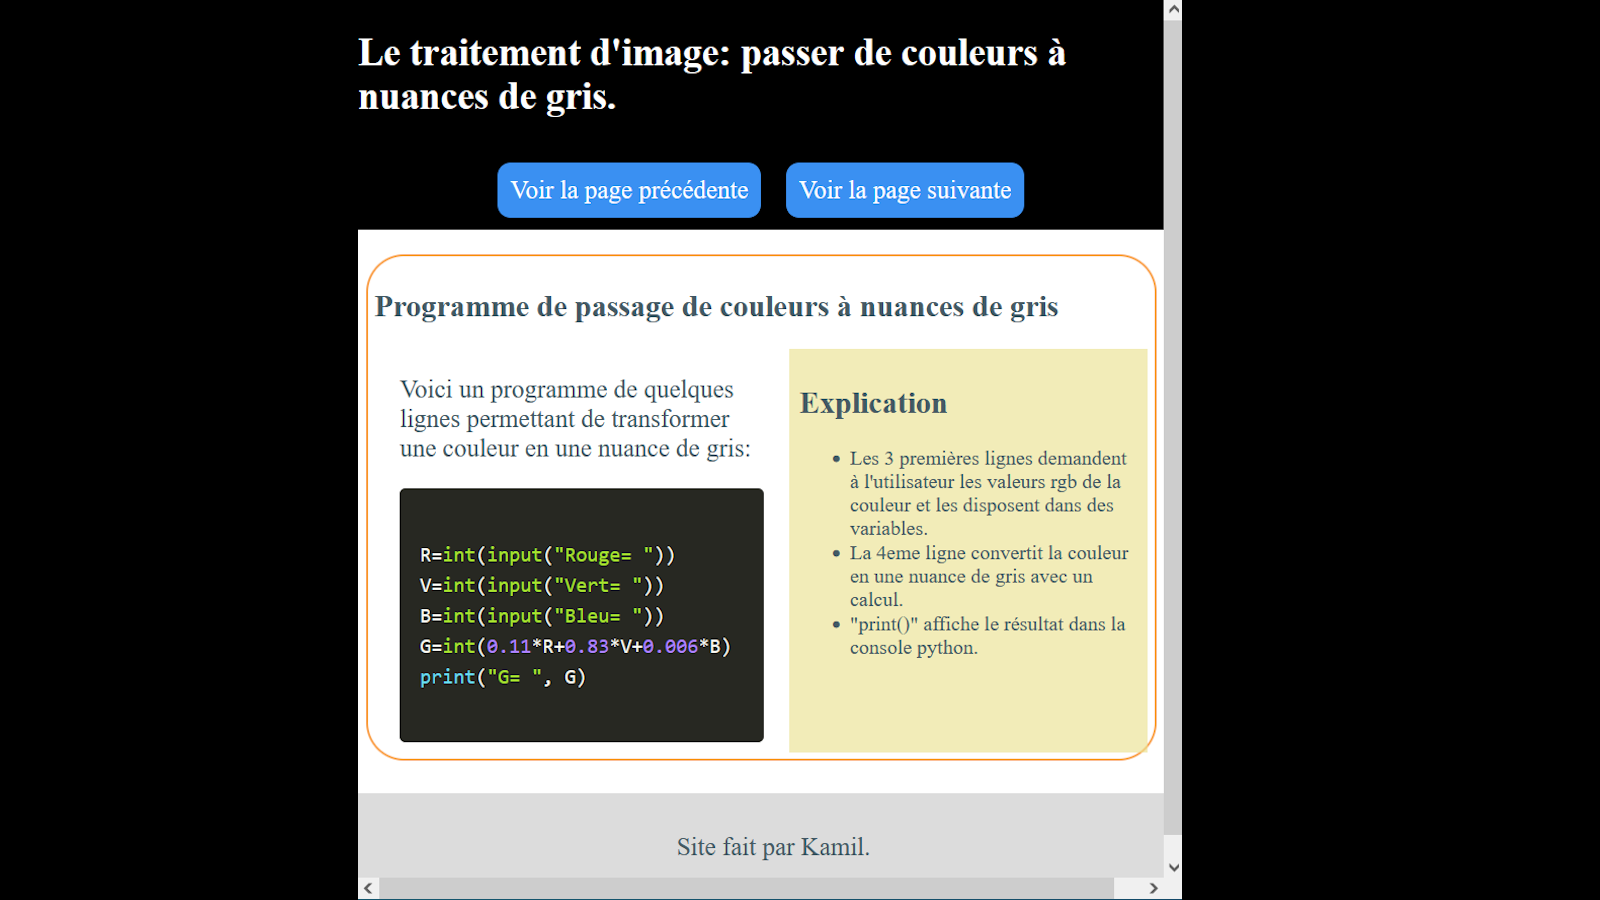 Le traitement d'image: passer de couleurs à
nuances de gris.
Voir la page précédente
Voir la page suivante
Programme de passage de couleurs à nuances de gris
Voici un programme de quelques
lignes permettant de transformer
une couleur en une nuance de gris:
R=int(input("Rouge= "))
V=int(input("Vert= "))
B=int(input("Bleu= "))
G=int(0.11*R+0.83*V+0.006*B)
print("G= ", G)
Explication
• Les 3 premières lignes demandent
à l'utilisateur les valeurs rgb de la
couleur et les disposent dans des
variables.
• La 4eme ligne convertit la couleur
en une nuance de gris avec un
calcul.
• "print()" affiche le résultat dans la
console python.
Site fait par Kamil.